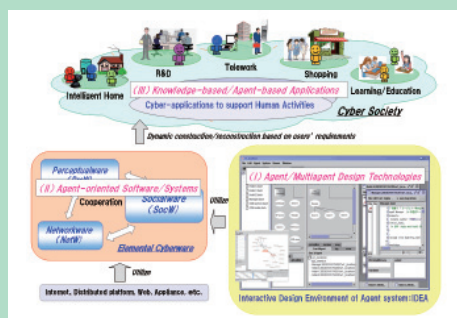 R&D
Telework
Shopping
Intelligent Home
Learning/Education
(III) Knowledge-based/Agent-based Applications
Cyber-applications to support Human Activities
Cyber Society
Dynamic construction/reconstruction based on users' requirements
Perceptualware
(II) Agent-oriented Software/Systems
Cooperation
Socialware
(SocW)
Networkware
(NetW)
Elemental Cyberware
Utilize
(I) Agent/Multiagent Design Technologies
Interactive Design Environment of Agent system:IDEA
Utilize
Internet, Distributed platform, Web, Appliance, etc.